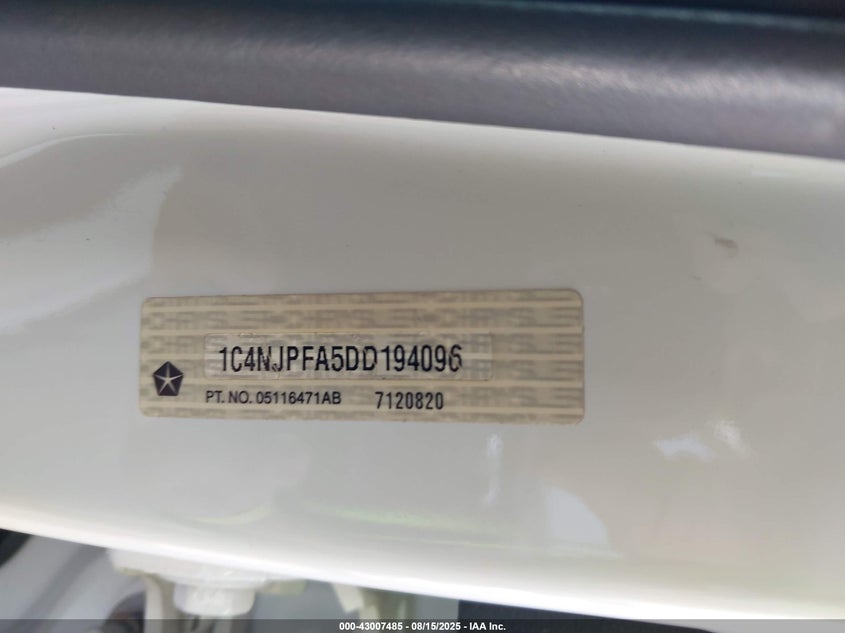 1C4NJPFA5DD194096
PT. NO. 05116471AB 7120820
000-43007485 - 08/15/2025 - IAA Inc.